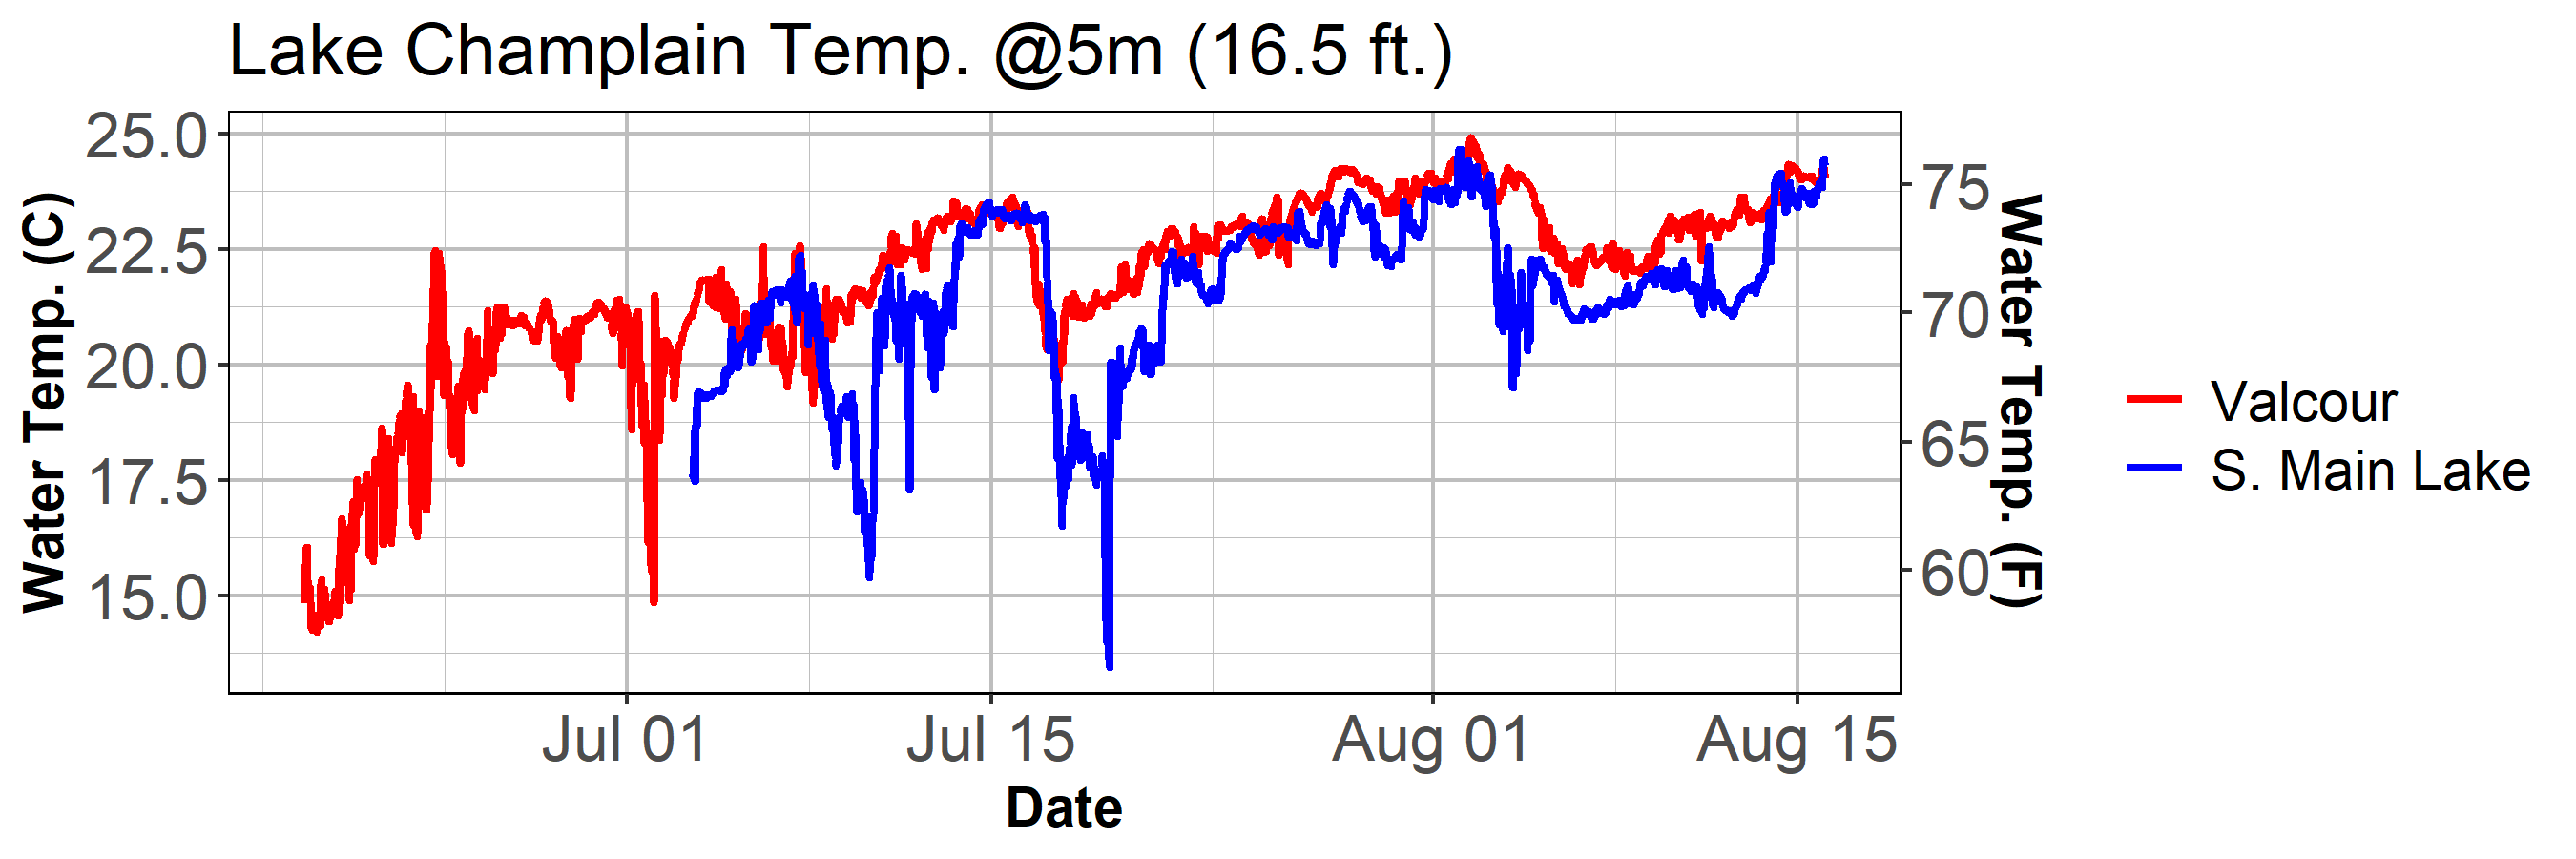 Lake Champlain Temp. @5m (16.5 ft.)
Water Temp. (C)
25.0
22.5
20.0
17.5
15.0
75
70
65
60
Water Temp. (F)
Jul 01
Jul 15
Aug 01
Aug 15
Date
Valcour
S. Main Lake